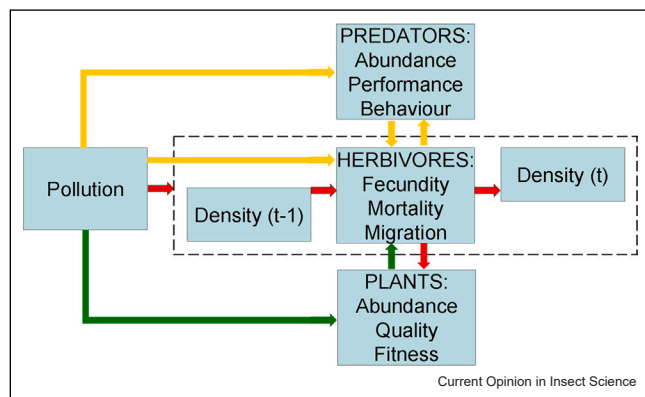 PREDATORS:
Abundance
Performance
Behaviour
Pollution
HERBIVORES:
Fecundity
Mortality
Migration
Density (t-1)
Density (t)
PLANTS:
Abundance
Quality
Fitness
Current Opinion in Insect Science